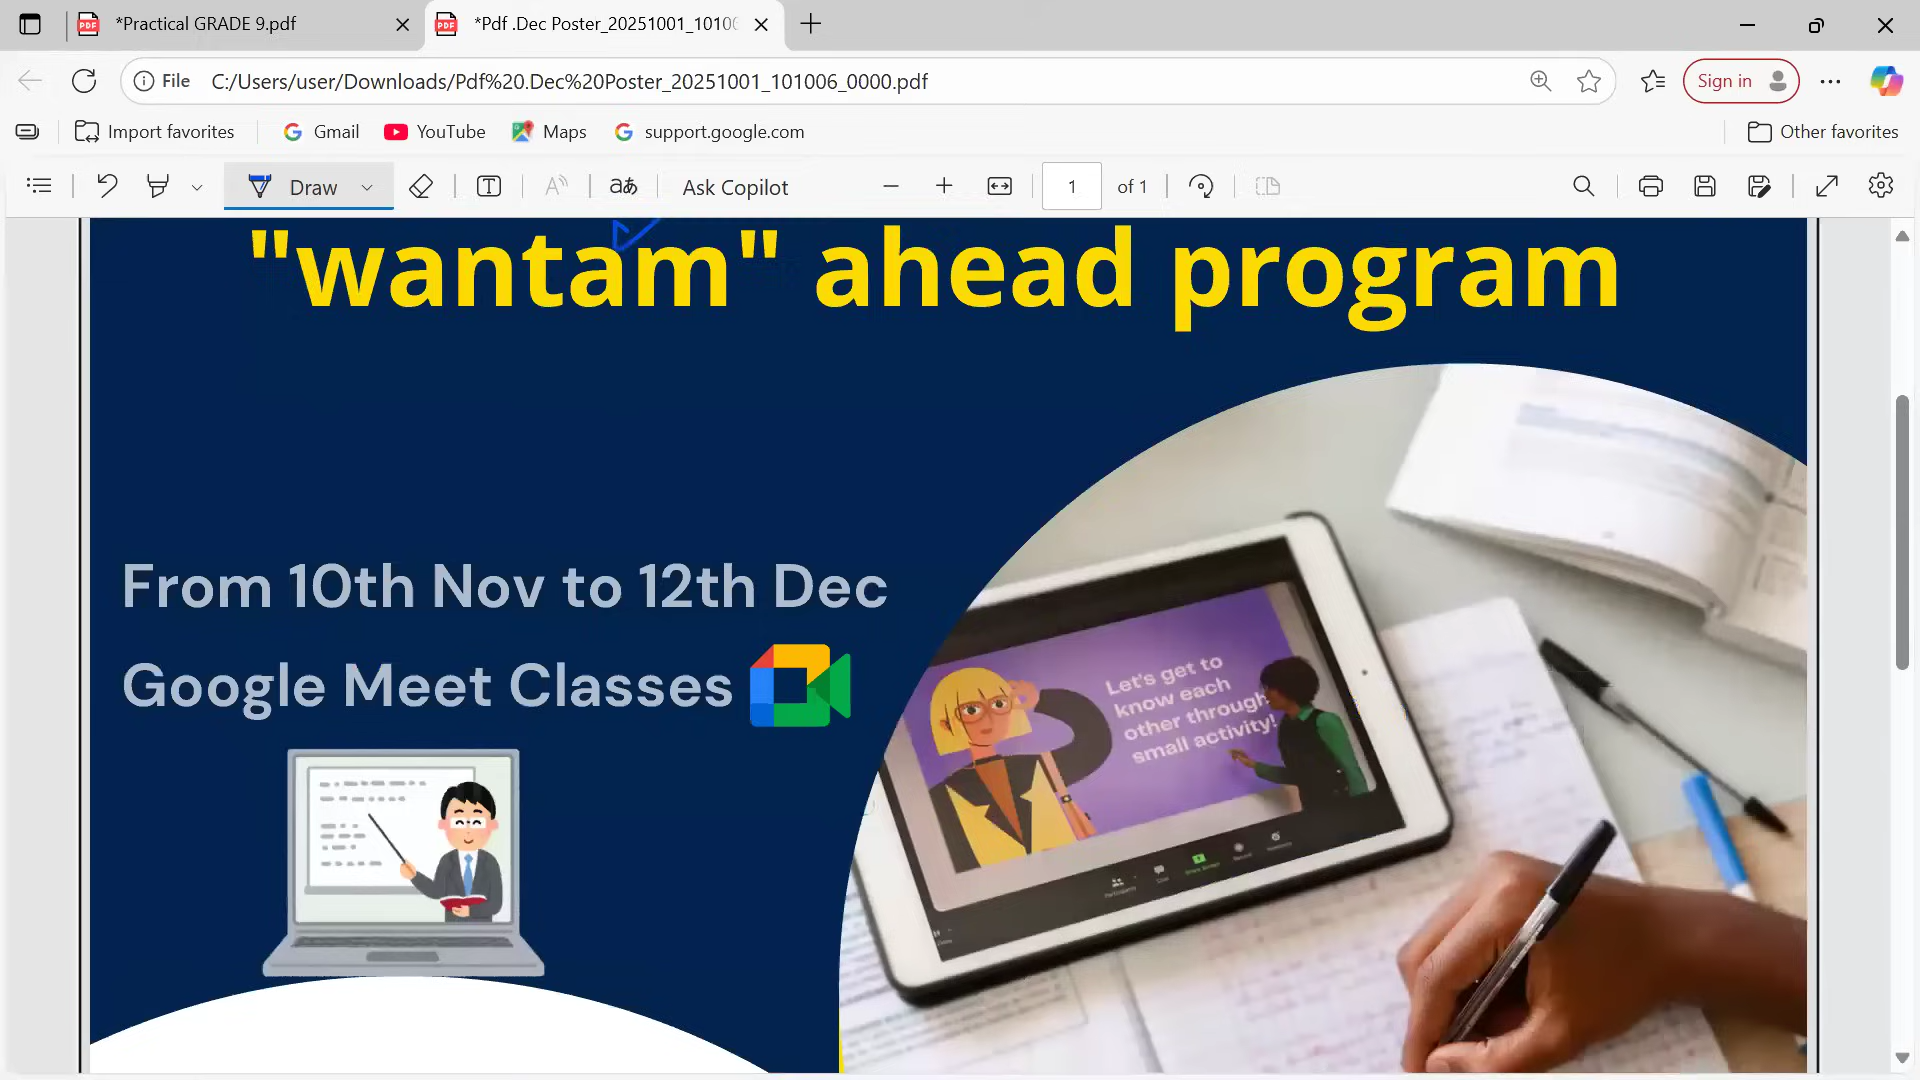 *Practical GRADE 9.pdf
*Pdf .Dec Poster_20251001_10106
File C:/Users/user/Downloads/Pdf%20.Dec%20Poster_20251001_101006_0000.pdf
Sign in
Import favorites Gmail YouTube Maps support.google.com Other favorites
Draw Ask Copilot 1 of 1
"wantam" ahead program
From 10th Nov to 12th Dec
Google Meet Classes
Let's get to
know each
other through
small activity!